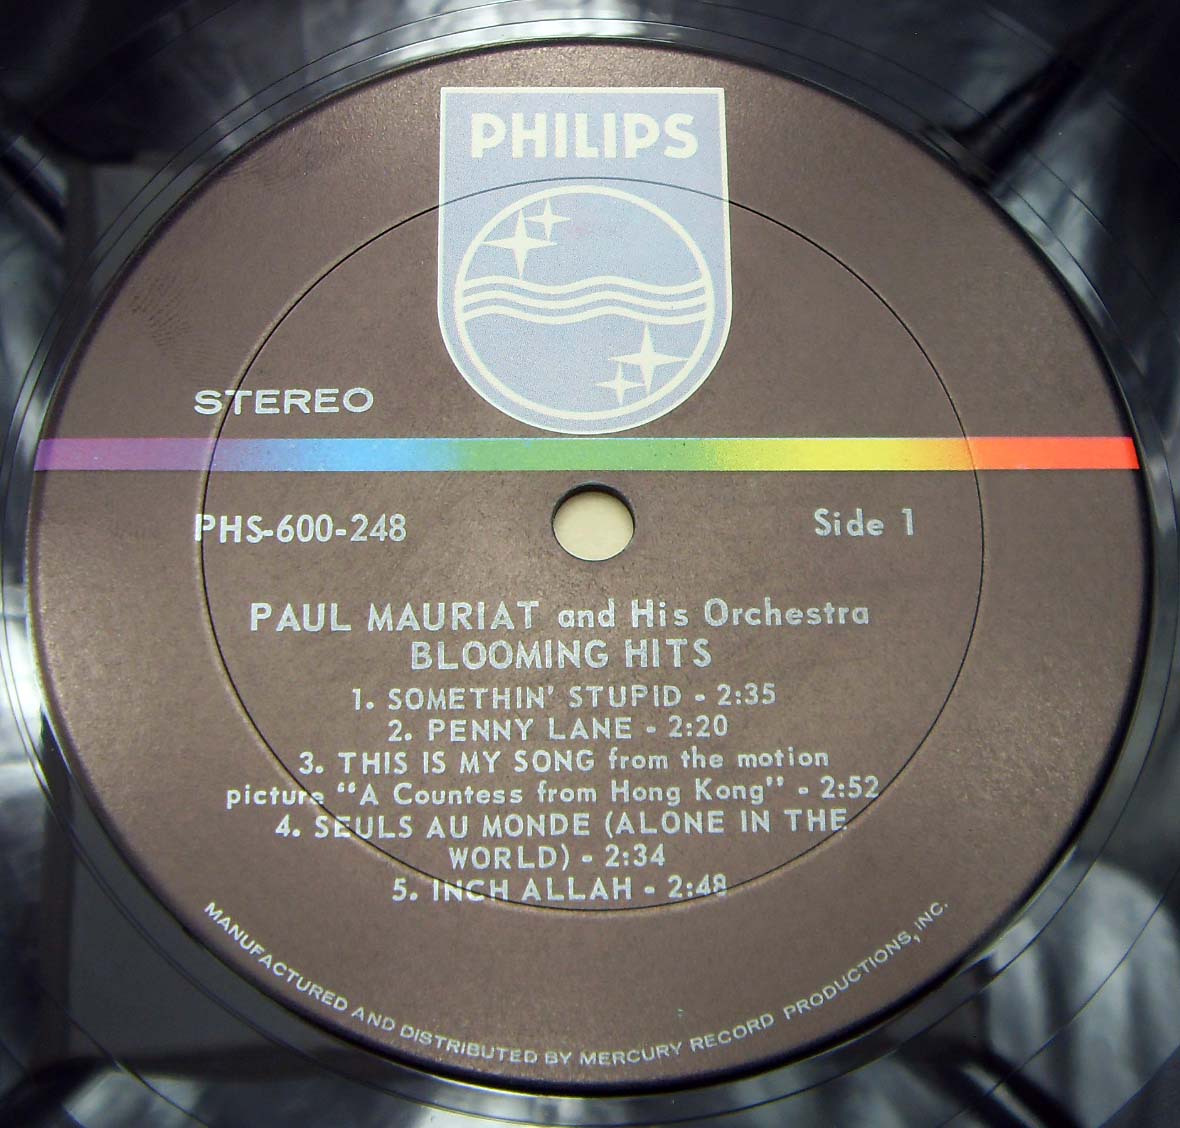 PHILIPS
STEREO
PHS-600-248
Side 1
PAUL MAURIAT and His Orchestra
BLOOMING HITS
1. SOMETHIN' STUPID - 2:35
2. PENNY LANE - 2:20
3. THIS IS MY SONG from the motion
picture "A Countess from Hong Kong" - 2:52
4. SEULS AU MONDE (ALONE IN THE
WORLD) - 2:34
5. INCH ALLAH - 2:48
MANUFACTURED AND DISTRIBUTED BY MERCURY RECORD PRODUCTIONS, INC.